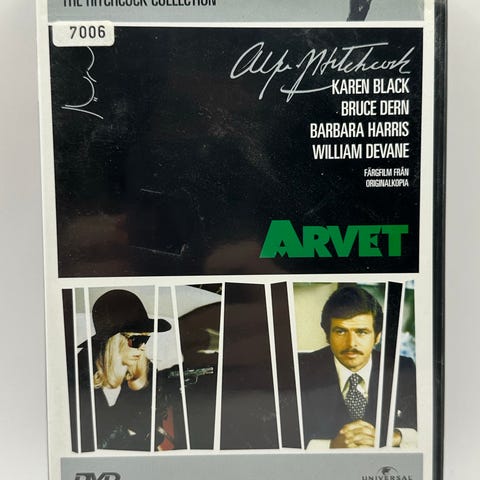 THE HITCHCOCK COLLECTION
7006
Alfred Hitchcock
KAREN BLACK
BRUCE DERN
BARBARA HARRIS
WILLIAM DEVANE
FÄRGFILM FRÅN
ORIGINALKOPIA
ARVET
DVD
UNIVERSAL